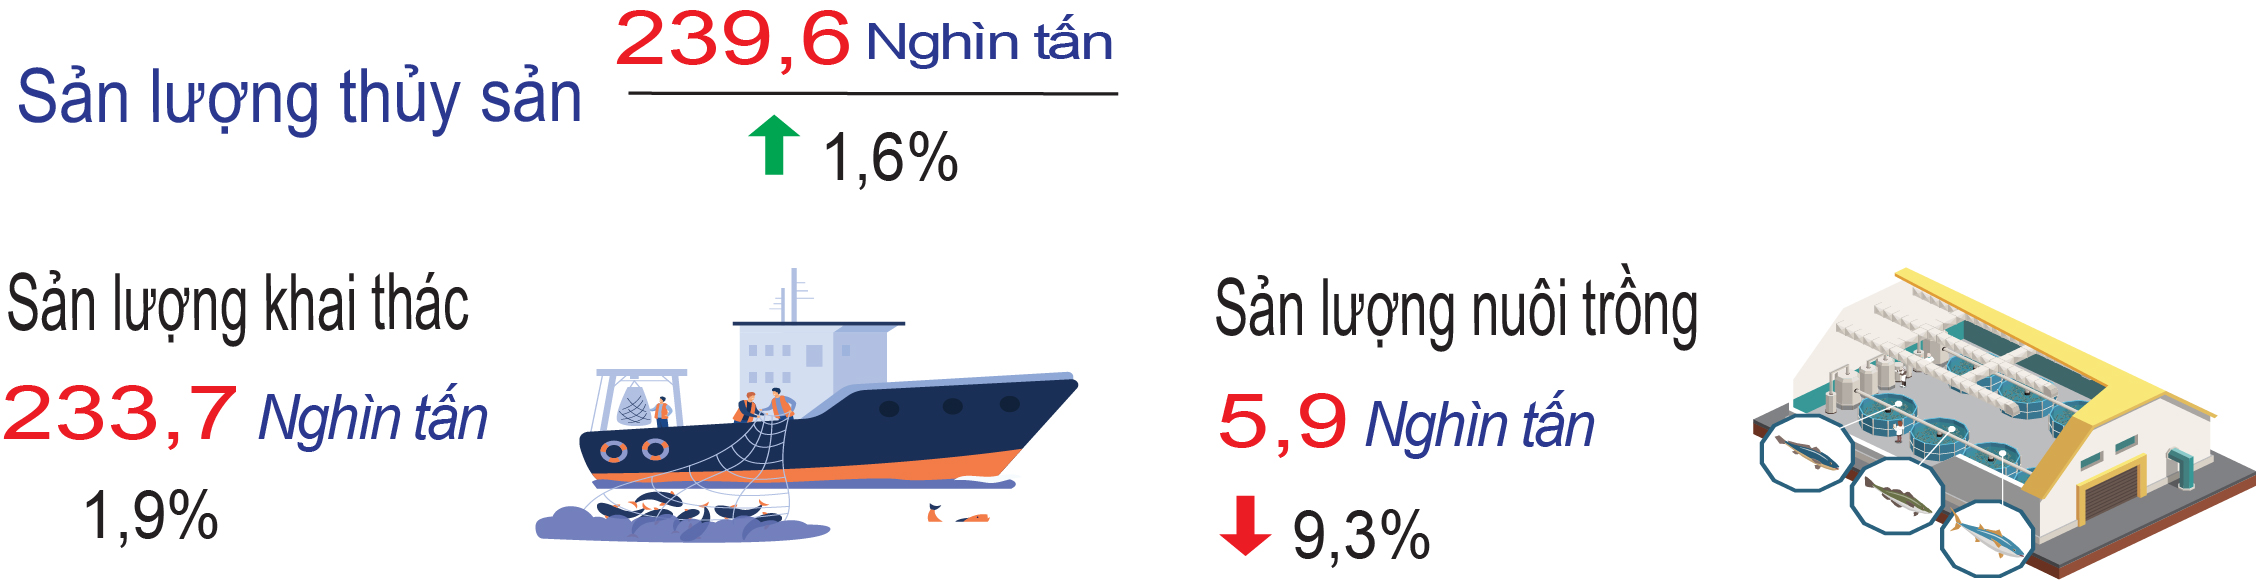 Sản lượng thủy sản
239,6 Nghìn tấn
1,6%
Sản lượng khai thác
233,7 Nghìn tấn
1,9%
Sản lượng nuôi trồng
5,9 Nghìn tấn
9,3%